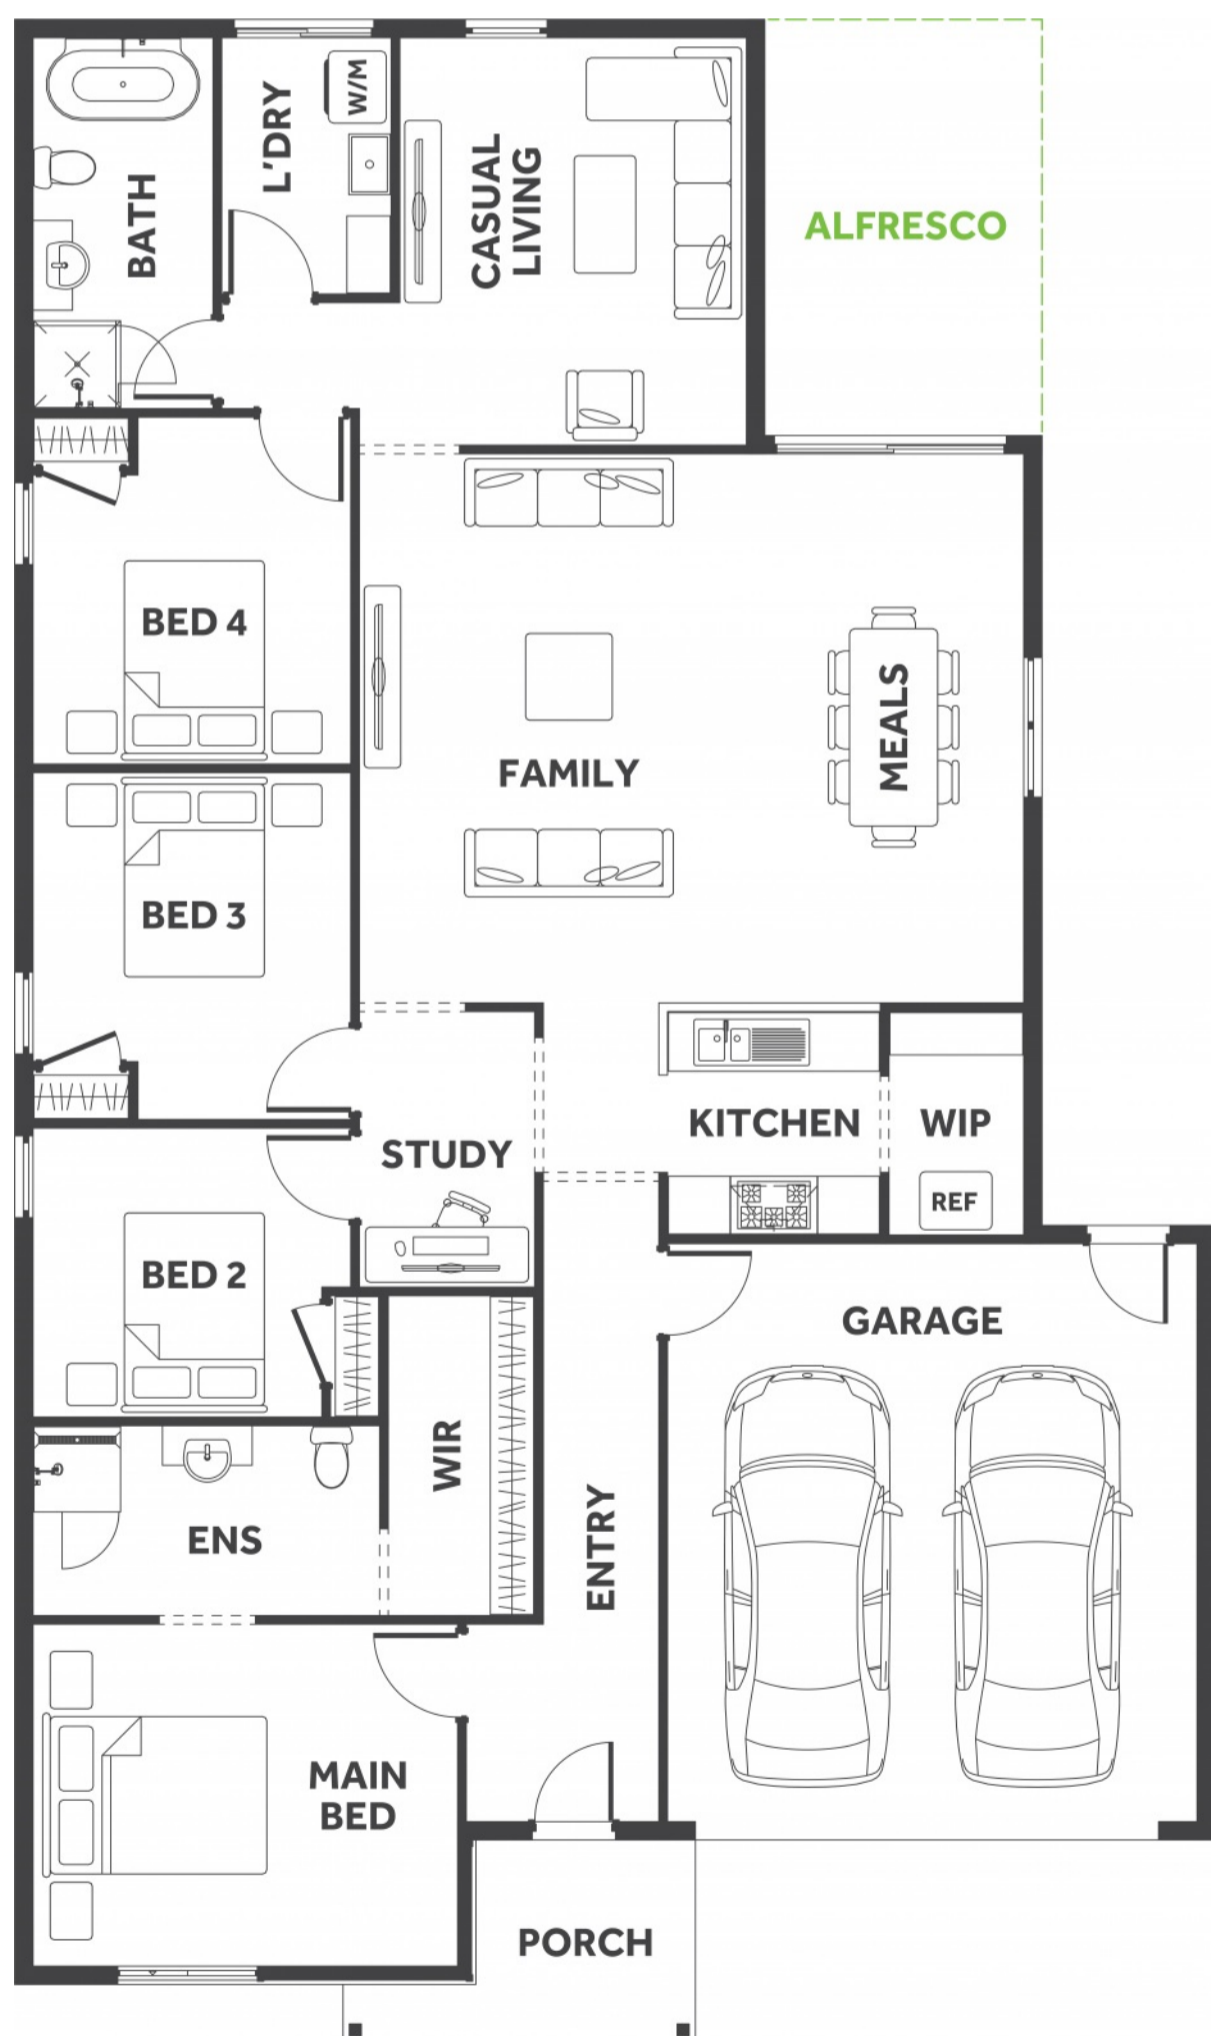 L'DRY
W/M
BATH
CASUAL
LIVING
ALFRESCO
BED 4
MEALS
FAMILY
BED 3
KITCHEN
WIP
STUDY
REF
BED 2
GARAGE
WIR
ENS
ENTRY
MAIN
BED
PORCH